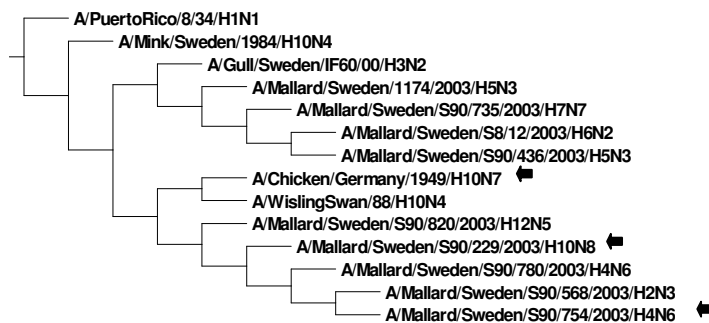 A/PuertoRico/8/34/H1N1
A/Mink/Sweden/1984/H10N4
A/Gull/Sweden/IF60/00/H3N2
A/Mallard/Sweden/1174/2003/H5N3
A/Mallard/Sweden/S90/735/2003/H7N7
A/Mallard/Sweden/S8/12/2003/H6N2
A/Mallard/Sweden/S90/436/2003/H5N3
A/Chicken/Germany/1949/H10N7
A/WislingSwan/88/H10N4
A/Mallard/Sweden/S90/820/2003/H12N5
A/Mallard/Sweden/S90/229/2003/H10N8
A/Mallard/Sweden/S90/780/2003/H4N6
A/Mallard/Sweden/S90/568/2003/H2N3
A/Mallard/Sweden/S90/754/2003/H4N6